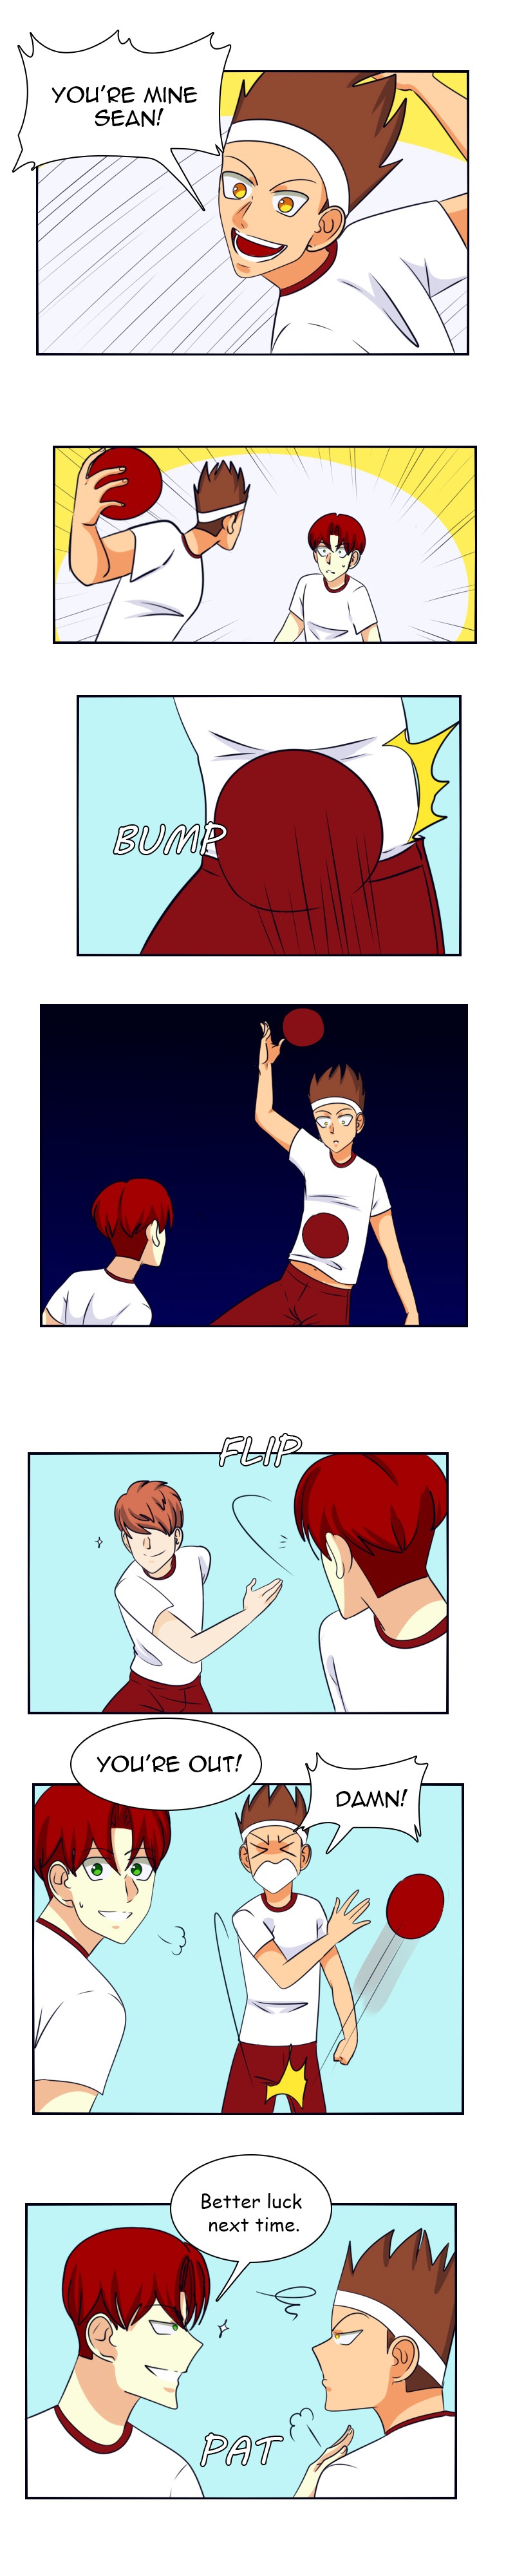 YOU'RE MINE
SEAN!
BUMP
FLIP
YOU'RE OUT!
DAMN!
Better luck
next time.
PAT